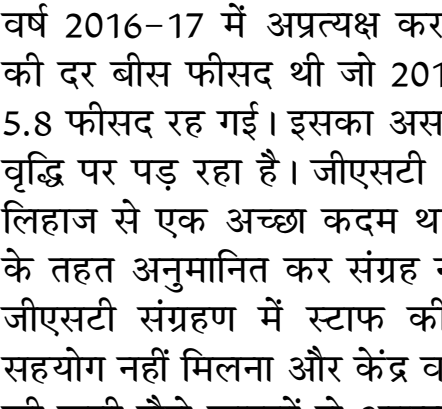 वर्ष 2016-17 में अप्रत्यक्ष कर
की दर बीस फीसद थी जो 201
5.8 फीसद रह गई। इसका अस
वृद्धि पर पड़ रहा है। जीएसटी
लिहाज से एक अच्छा कदम थ
के तहत अनुमानित कर संग्रह
जीएसटी संग्रहण में स्टाफ की
सहयोग नहीं मिलना और केंद्र व